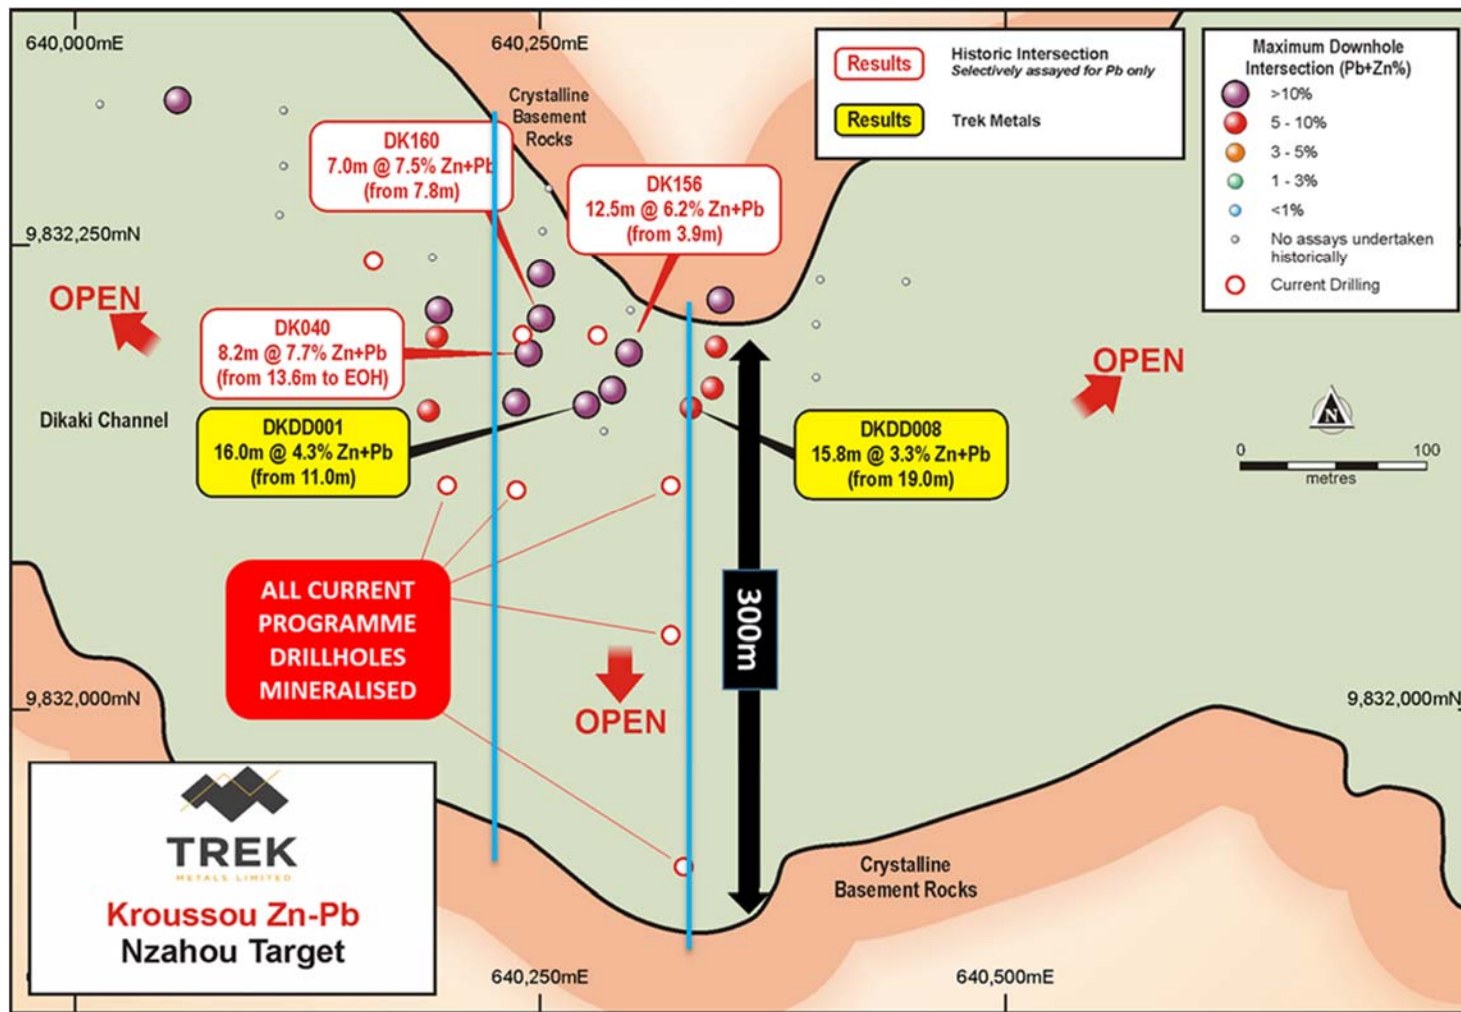 640,000mE
640,250mE
Crystalline
Basement
Rocks
Results
Historic Intersection
Selectively assayed for Pb only
Results
Trek Metals
Maximum Downhole
Intersection (Pb+Zn%)
>10%
5 - 10%
3 - 5%
1 - 3%
<1%
No assays undertaken
historically
Current Drilling
DK160
7.0m @ 7.5% Zn+Pb
(from 7.8m)
DK156
12.5m @ 6.2% Zn+Pb
(from 3.9m)
9,832,250mN
OPEN
DK040
8.2m @ 7.7% Zn+Pb
(from 13.6m to EOH)
OPEN
Dikaki Channel
DKDD001
16.0m @ 4.3% Zn+Pb
(from 11.0m)
DKDD008
15.8m @ 3.3% Zn+Pb
(from 19.0m)
N
0
100
metres
ALL CURRENT
PROGRAMME
DRILLHOLES
MINERALISED
300m
9,832,000mN
OPEN
9,832,000mN
TREK
METALS LIMITED
Kroussou Zn-Pb
Nzahou Target
Crystalline
Basement Rocks
640,250mE
640,500mE